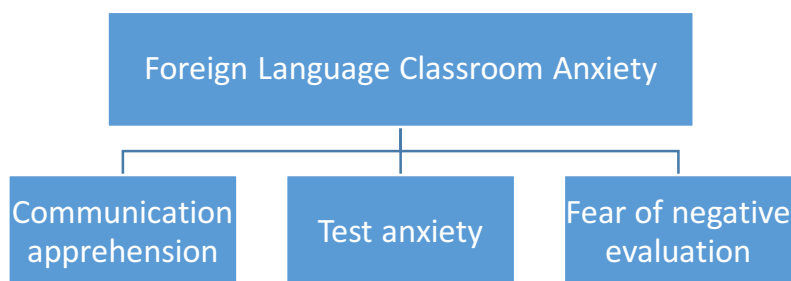 Foreign Language Classroom Anxiety
Communication
apprehension
Test anxiety
Fear of negative
evaluation